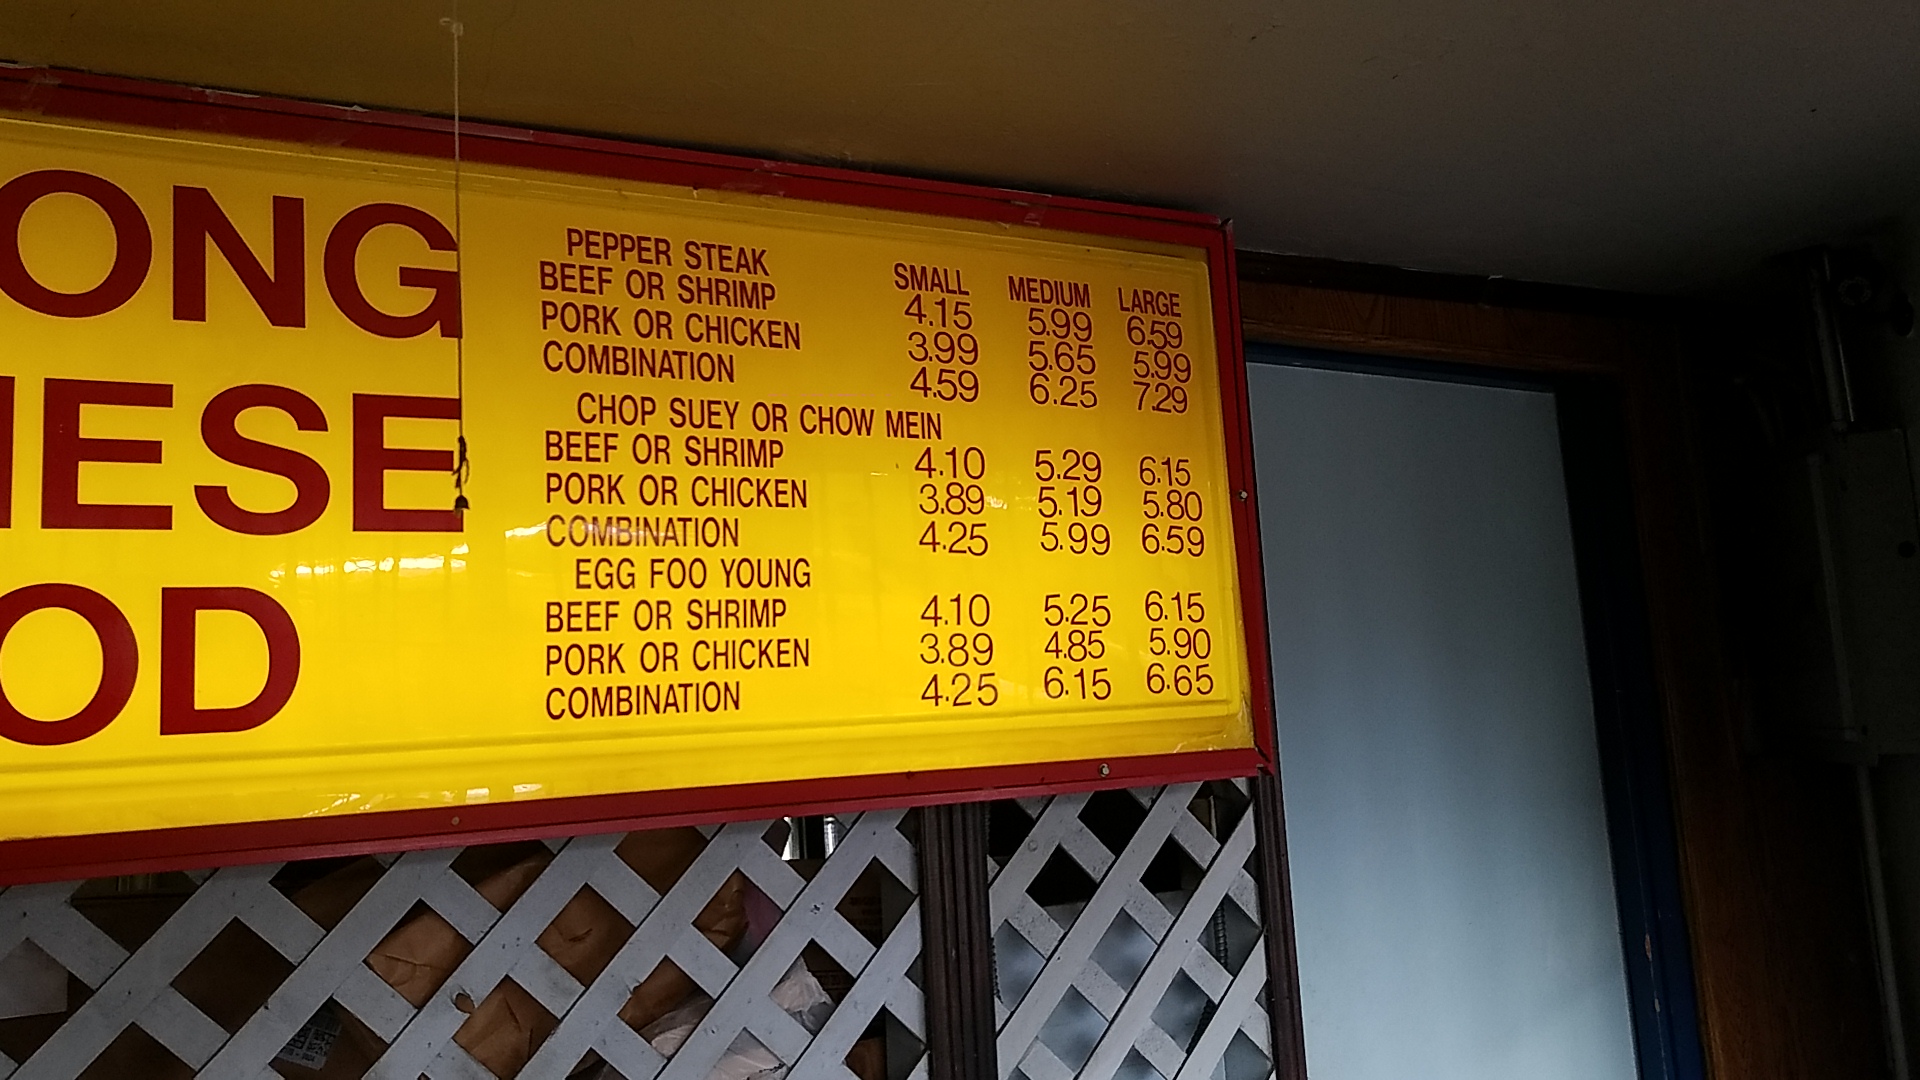 ONG
ESE
OD
PEPPER STEAK SMALL MEDIUM LARGE
BEEF OR SHRIMP 4.15 5.99 6.59
PORK OR CHICKEN 3.99 5.65 5.99
COMBINATION 4.59 6.25 7.29
CHOP SUEY OR CHOW MEIN
BEEF OR SHRIMP 4.10 5.29 6.15
PORK OR CHICKEN 3.89 5.19 5.80
COMBINATION 4.25 5.99 6.59
EGG FOO YOUNG
BEEF OR SHRIMP 4.10 5.25 6.15
PORK OR CHICKEN 3.89 4.85 5.90
COMBINATION 4.25 6.15 6.65